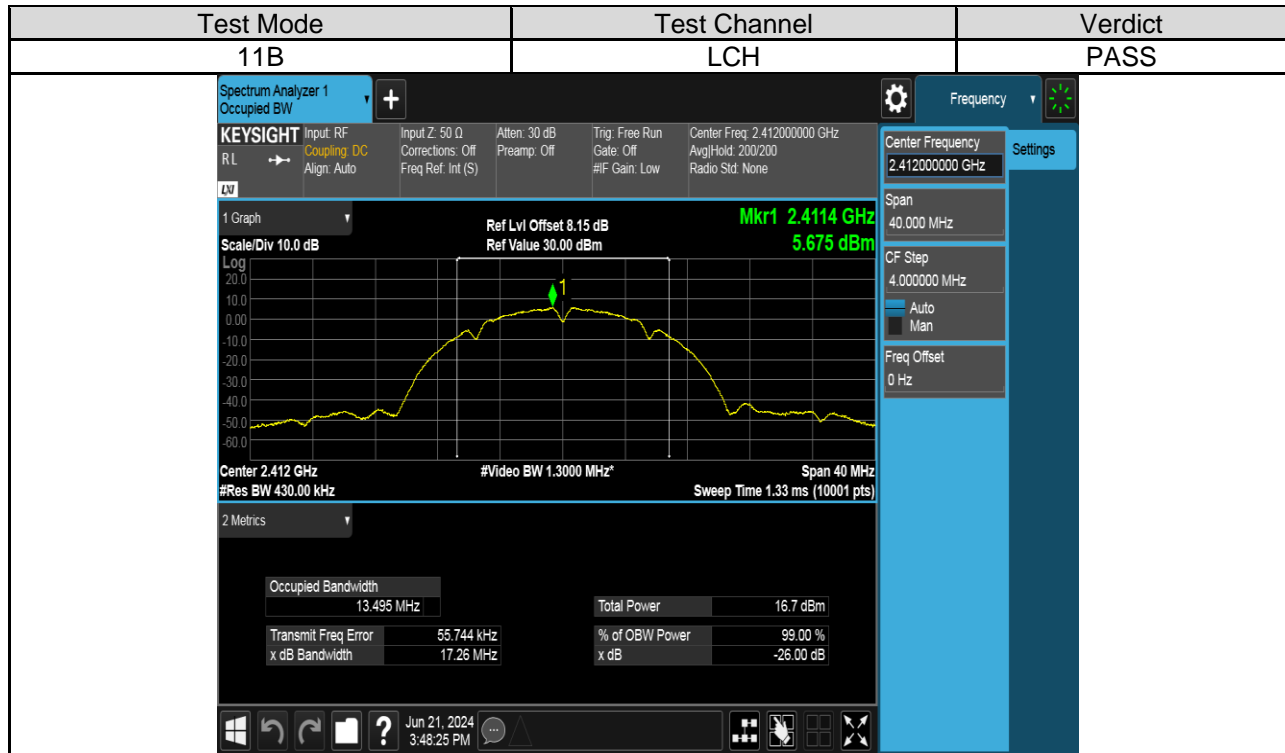 Test Mode Test Channel Verdict
11B LCH PASS
Spectrum Analyzer 1
Occupied BW
+
Frequency
KEYSIGHT Input: RF Input Z: 50 Ω Atten: 30 dB Trig: Free Run Center Freq: 2.412000000 GHz
Coupling: DC Corrections: Off Preamp: Off Gate: Off Avg|Hold: 200/200
R L Align: Auto Freq Ref: Int (S) #IF Gain: Low Radio Std: None
LXI
Center Frequency
2.412000000 GHz
Settings
Span
40.000 MHz
CF Step
4.000000 MHz
Auto
Man
Freq Offset
0 Hz
1 Graph Ref Lvl Offset 8.15 dB Mkr1 2.4114 GHz
Scale/Div 10.0 dB Ref Value 30.00 dBm 5.675 dBm
Log
20.0
10.0
0.00
-10.0
-20.0
-30.0
-40.0
-50.0
-60.0
1
Center 2.412 GHz #Video BW 1.3000 MHz* Span 40 MHz
#Res BW 430.00 kHz Sweep Time 1.33 ms (10001 pts)
2 Metrics
Occupied Bandwidth
13.495 MHz Total Power 16.7 dBm
Transmit Freq Error 55.744 kHz % of OBW Power 99.00 %
x dB Bandwidth 17.26 MHz x dB -26.00 dB
? Jun 21, 2024
3:48:25 PM